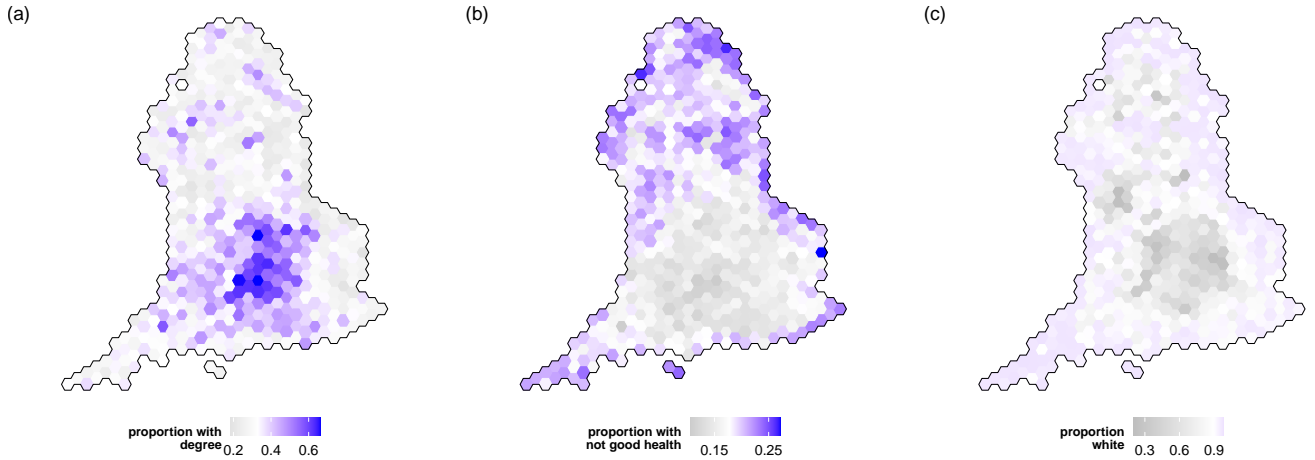 (a)
(b)
(c)
proportion with
degree
0.2 0.4 0.6
proportion with
not good health
0.15 0.25
proportion
white
0.3 0.6 0.9